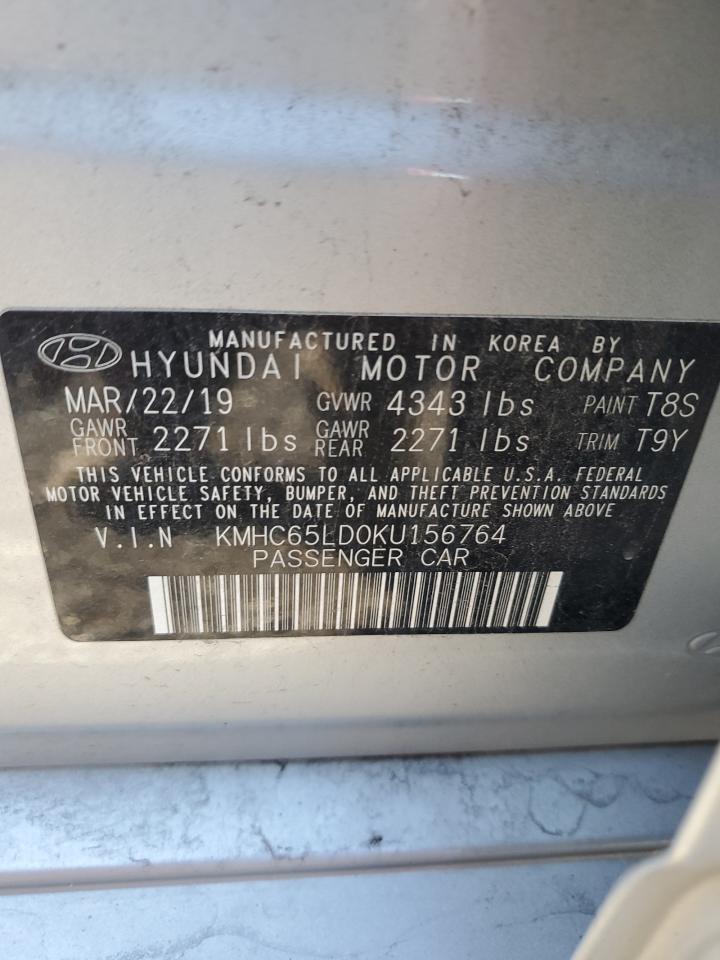 MANUFACTURED IN KOREA BY
HYUNDAI MOTOR COMPANY
MAR/22/19 GVWR 4343 lbs PAINT T8S
GAWR FRONT 2271 lbs GAWR REAR 2271 lbs TRIM T9Y
THIS VEHICLE CONFORMS TO ALL APPLICABLE U.S.A. FEDERAL
MOTOR VEHICLE SAFETY, BUMPER, AND THEFT PREVENTION STANDARDS
IN EFFECT ON THE DATE OF MANUFACTURE SHOWN ABOVE
V.I.N KMHC65LD0KU156764
PASSENGER CAR